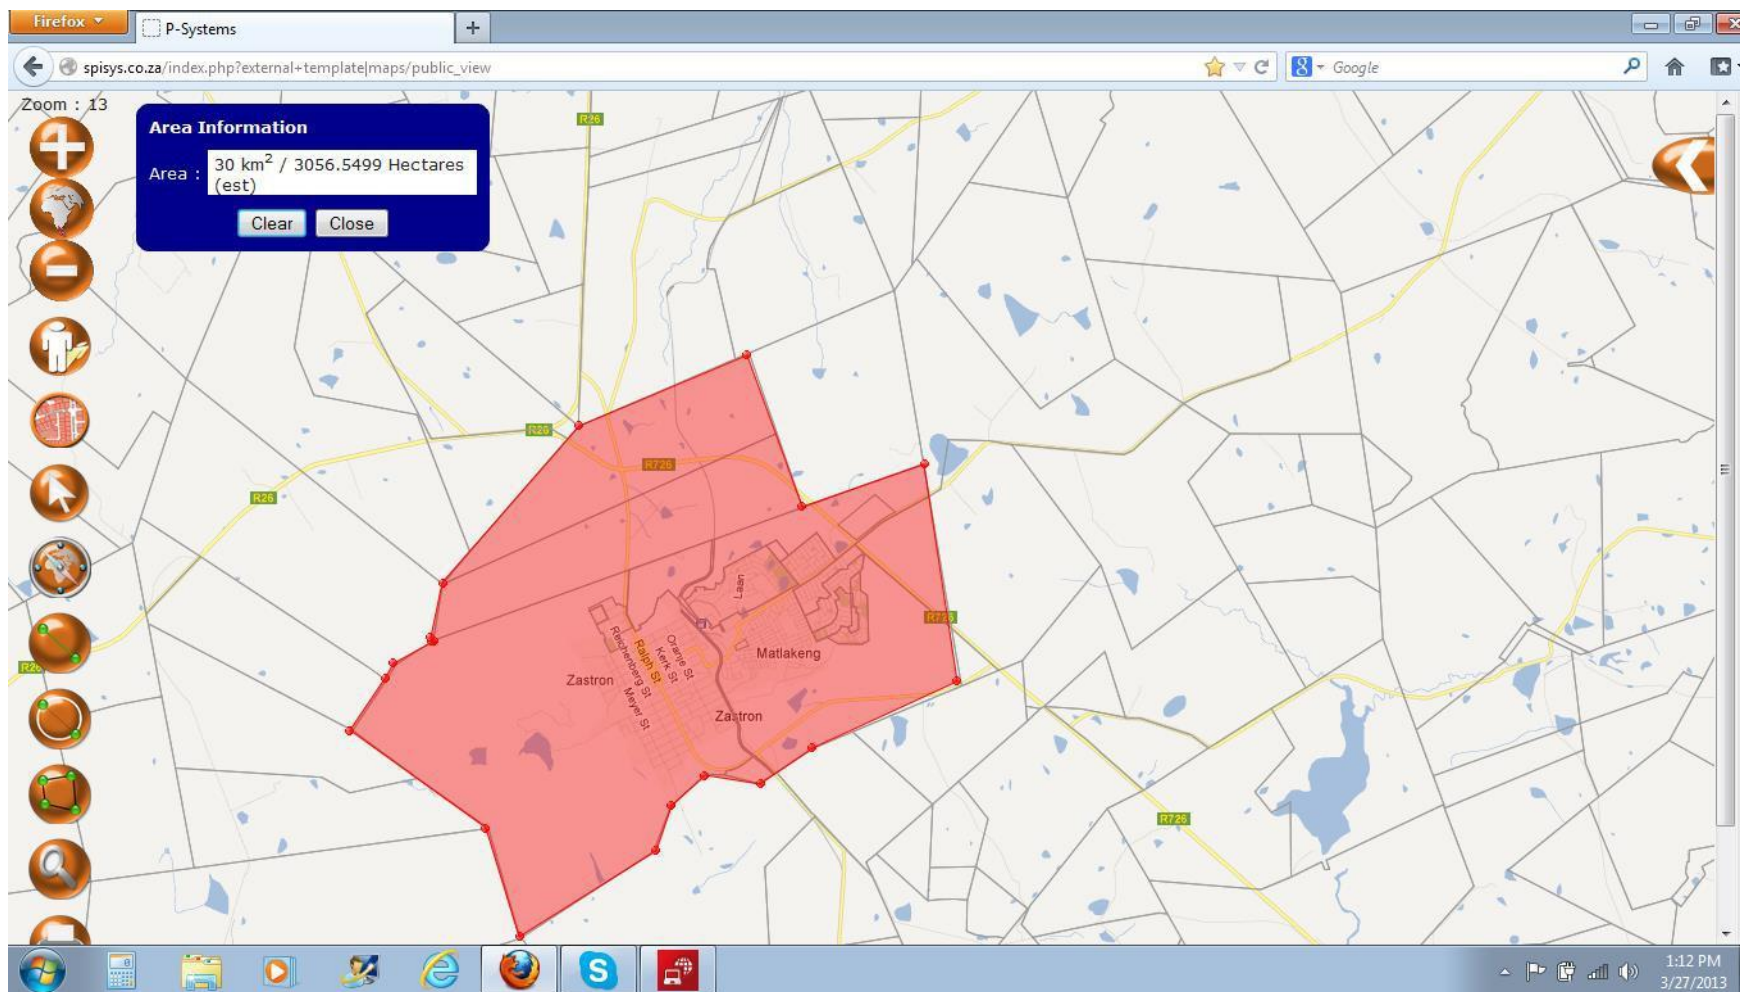 Firefox
P-Systems
spisys.co.za/index.php?external+template|maps/public_view
Google
Zoom : 13
Area Information
Area : 30 km² / 3056.5499 Hectares
(est)
Clear Close
R26
R26
R726
R26
Laan
R726
Oranje St
Kerk St
Ralph St
Reichenberg St
Meyer St
Matlakeng
R26
Zastron
Zastron
R726
1:12 PM
3/27/2013